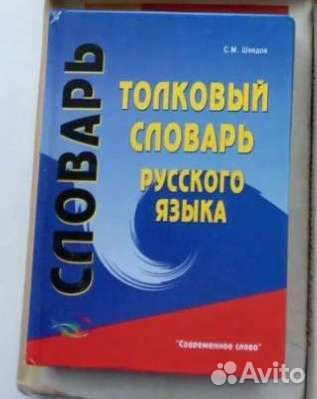 С.М. Шведов
СЛОВАРЬ
ТОЛКОВЫЙ
СЛОВАРЬ
РУССКОГО
ЯЗЫКА
"Современное слово"
Avito